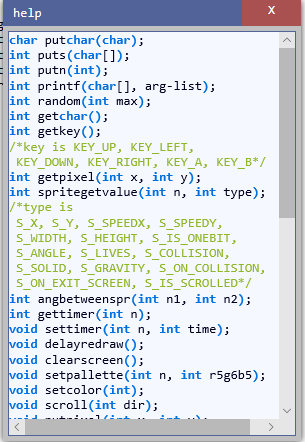 help
x
char putchar(char);
int puts(char[]);
int putn(int);
int printf(char[], arg-list);
int random(int max);
int getchar();
int getkey();
/*key is KEY_UP, KEY_LEFT,
KEY_DOWN, KEY_RIGHT, KEY_A, KEY_B*/
int getpixel(int x, int y);
int spritegetvalue(int n, int type);
/*type is
S_X, S_Y, S_SPEEDX, S_SPEEDY,
S_WIDTH, S_HEIGHT, S_IS_ONEBIT,
S_ANGLE, S_LIVES, S_COLLISION,
S_SOLID, S_GRAVITY, S_ON_COLLISION,
S_ON_EXIT_SCREEN, S_IS_SCROLLED*/
int angbetweenspr(int n1, int n2);
int gettimer(int n);
void settimer(int n, int time);
void delayredraw();
void clearscreen();
void setpallette(int n, int r5g6b5);
void setcolor(int);
void scroll(int dir);
void putpixel(int x, int y);